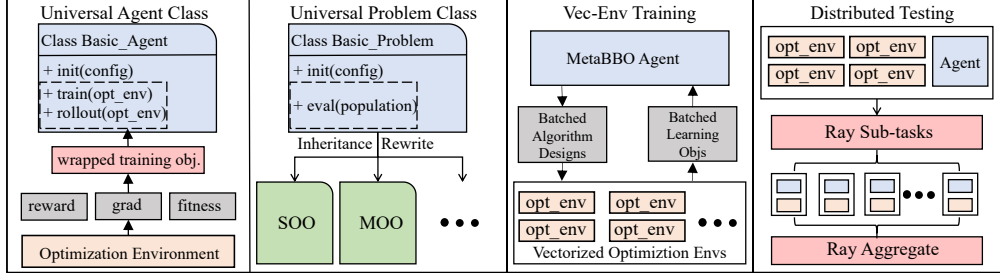 Universal Agent Class
Class Basic_Agent
+ init(config)
+ train(opt_env)
+ rollout(opt_env)
wrapped training obj.
reward
grad
fitness
Optimization Environment
Universal Problem Class
Class Basic_Problem
+ init(config)
+ eval(population)
Inheritance Rewrite
SOO
MOO
Vec-Env Training
MetaBBO Agent
Batched
Algorithm
Designs
Batched
Learning
Objs
opt_env opt_env
opt_env opt_env
Vectorized Optimiztion Envs
Distributed Testing
opt_env opt_env
opt_env opt_env
Agent
Ray Sub-tasks
Ray Aggregate